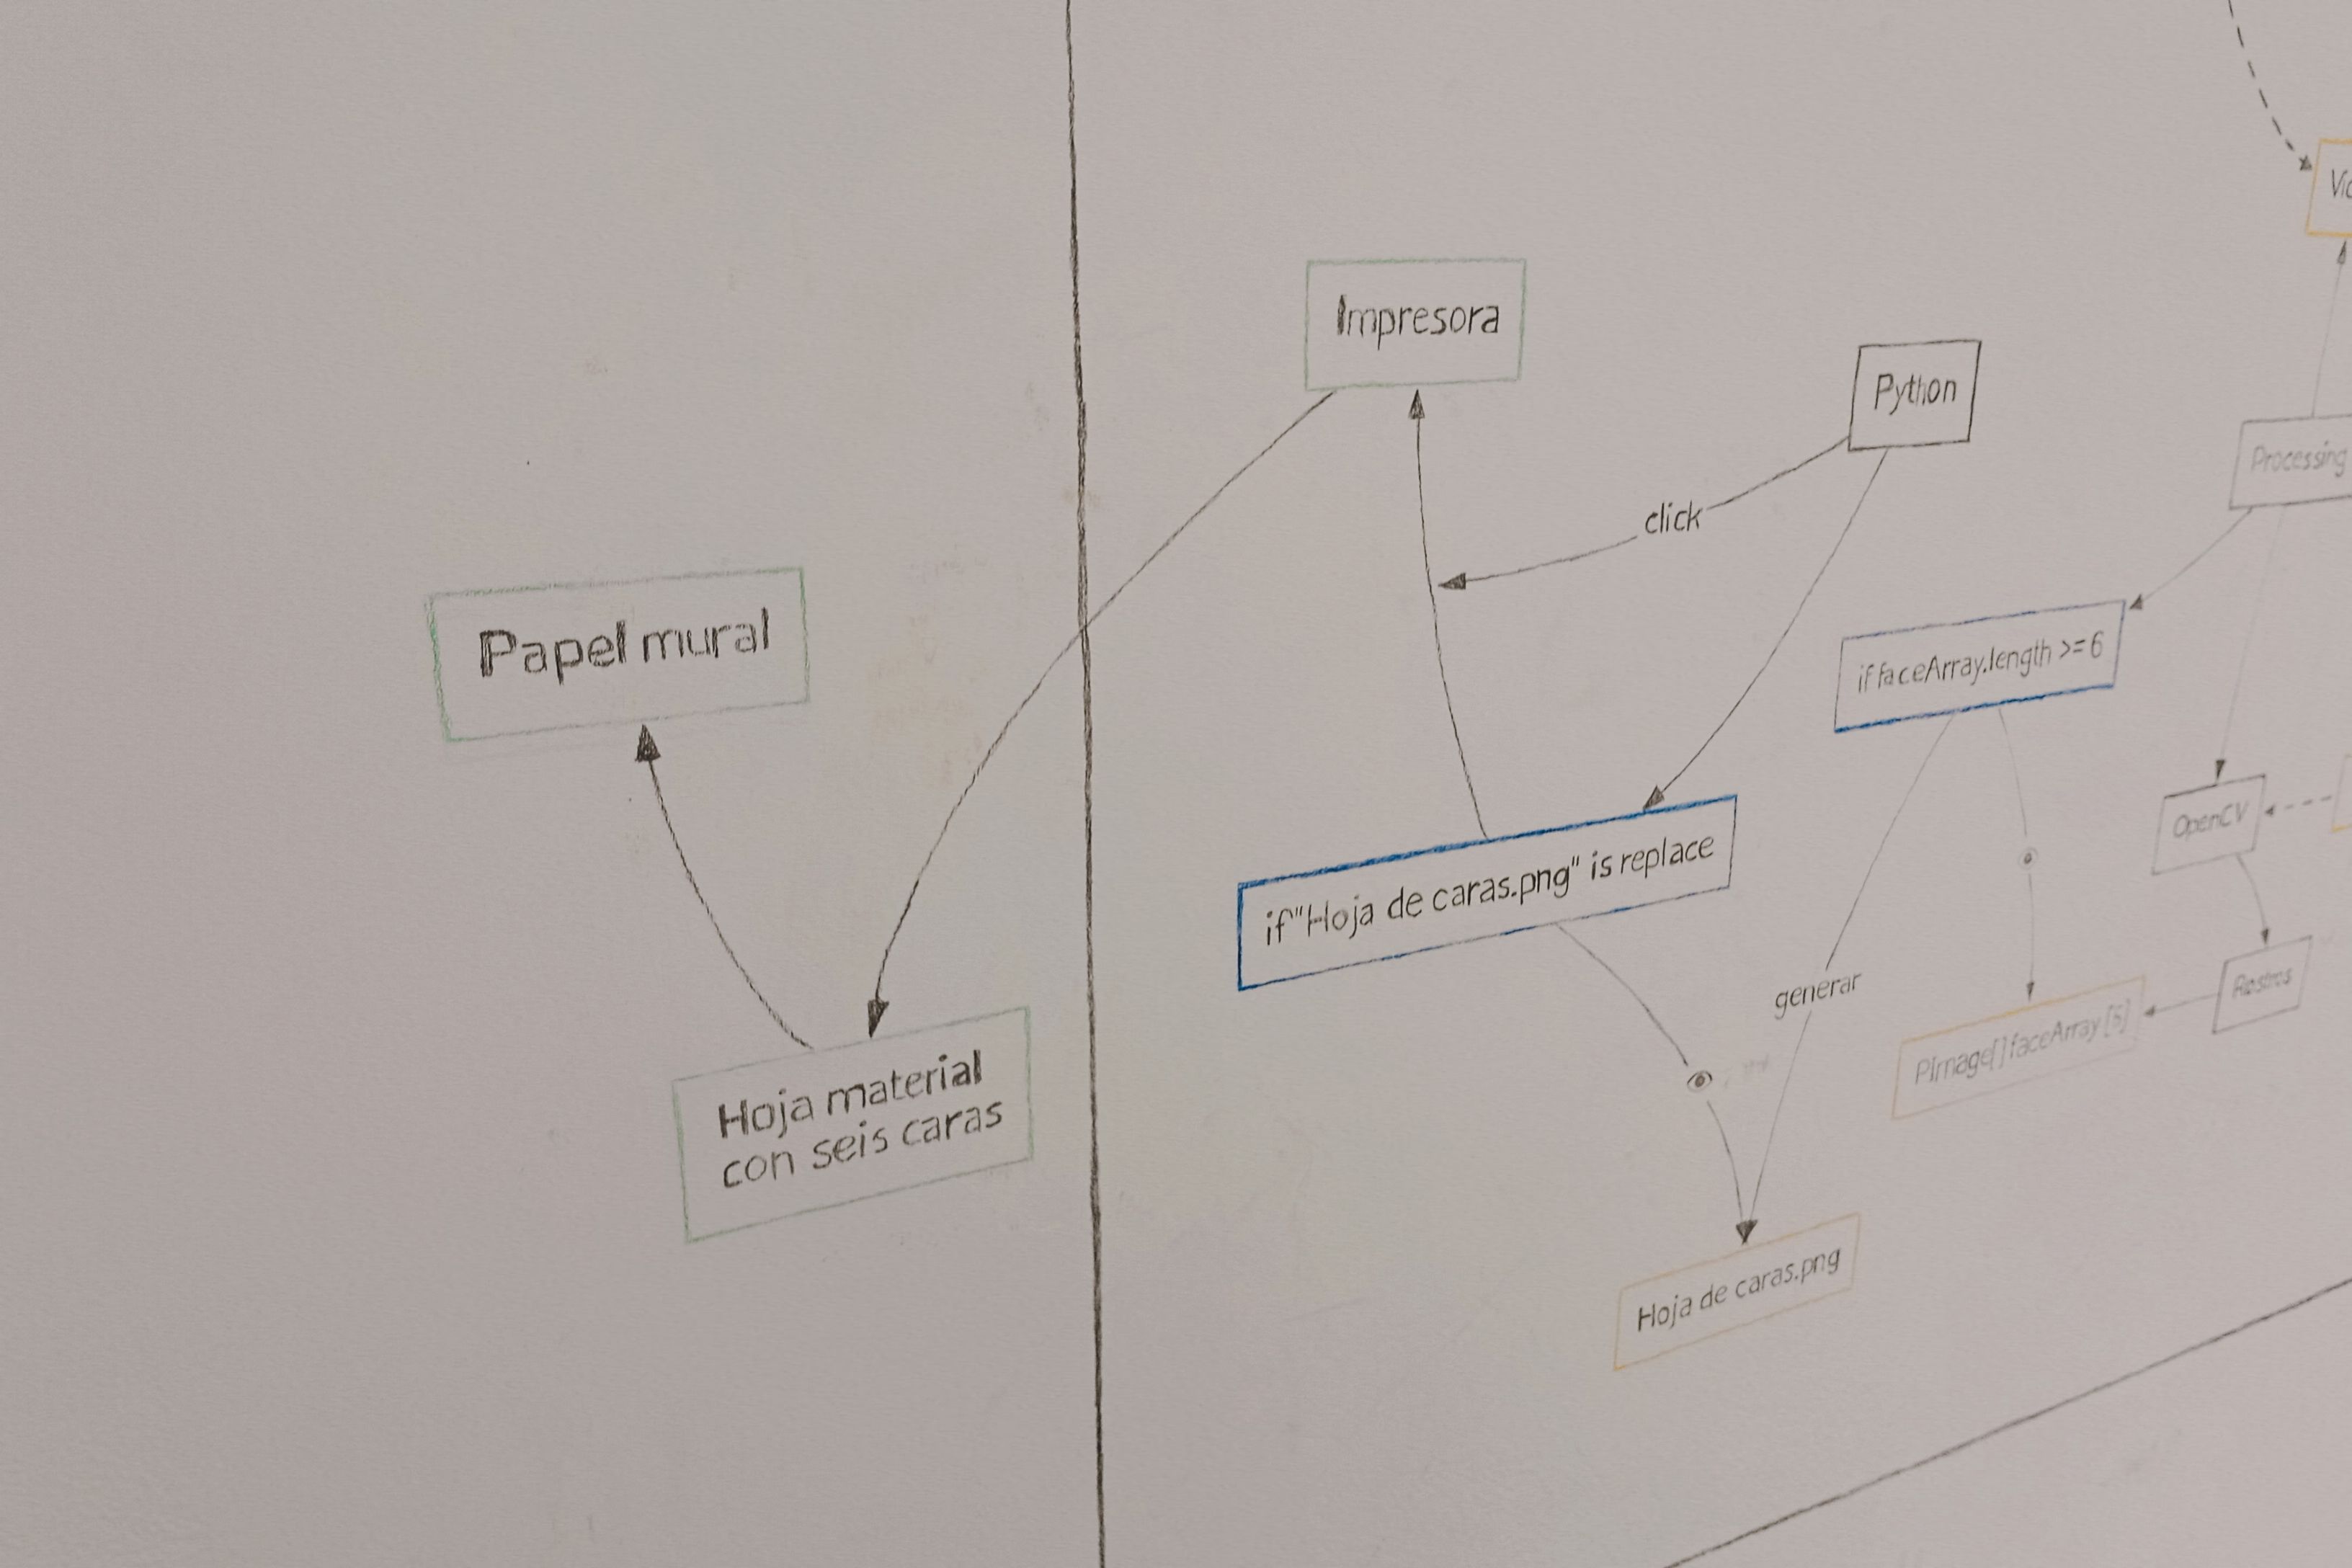 Impresora
Python
Processing
click
Papel mural
if faceArray.length >= 6
OpenCV
if "Hoja de caras.png" is replace
generar
Rostros
PImage[] faceArray [6]
Hoja material
con seis caras
Hoja de caras.png